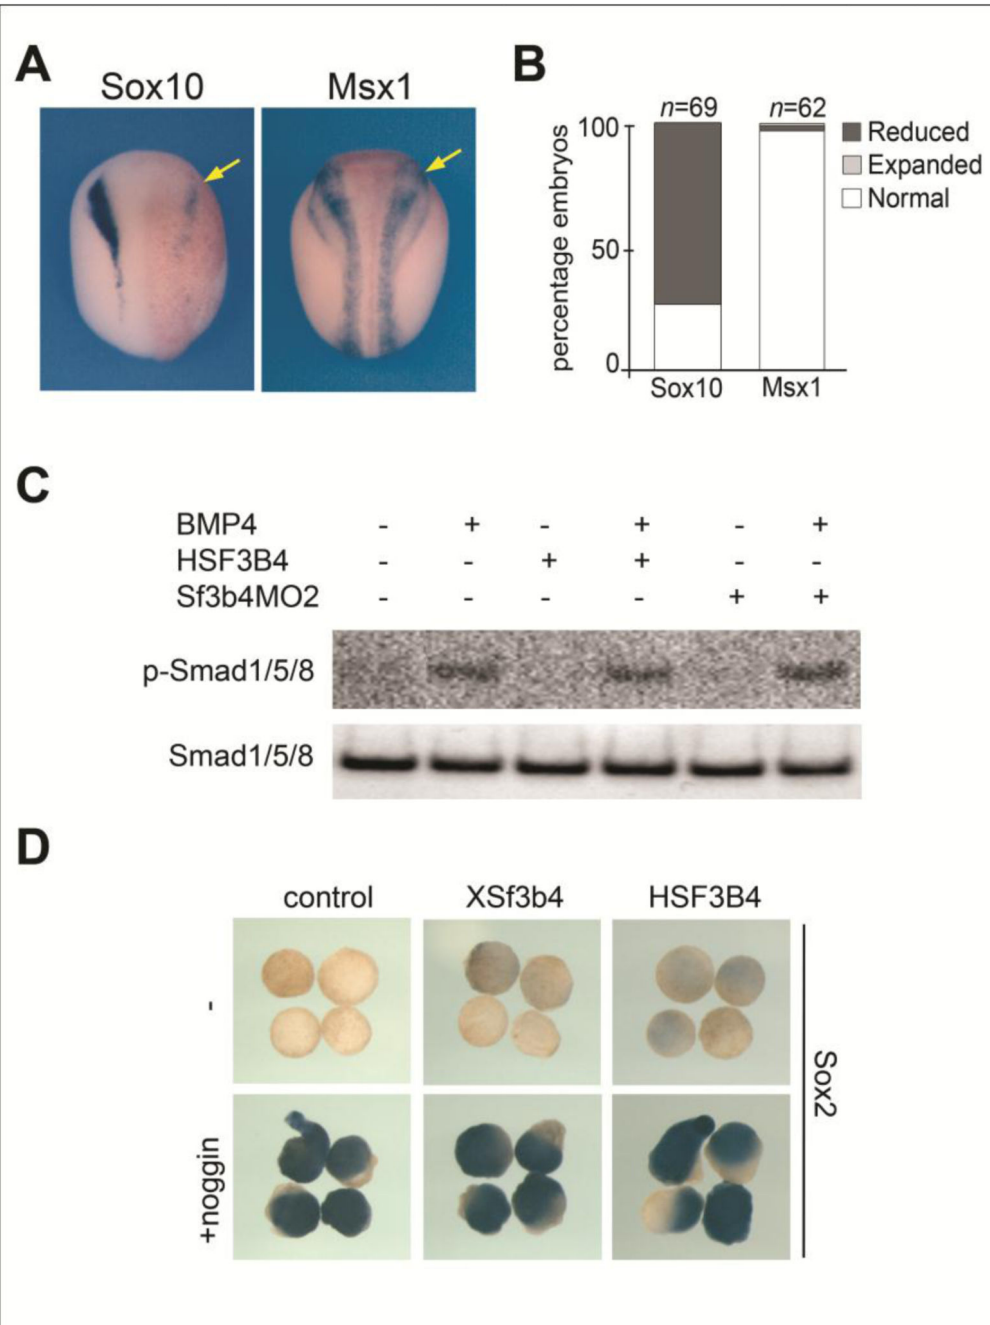 A
Sox10 Msx1
B
n=69 n=62
percentage embryos
100
50
0
Sox10 Msx1
Reduced
Expanded
Normal
C
BMP4 - + - + - +
HSF3B4 - - + + - -
Sf3b4MO2 - - - - + +
p-Smad1/5/8
Smad1/5/8
D
control XSf3b4 HSF3B4
-
+noggin
Sox2